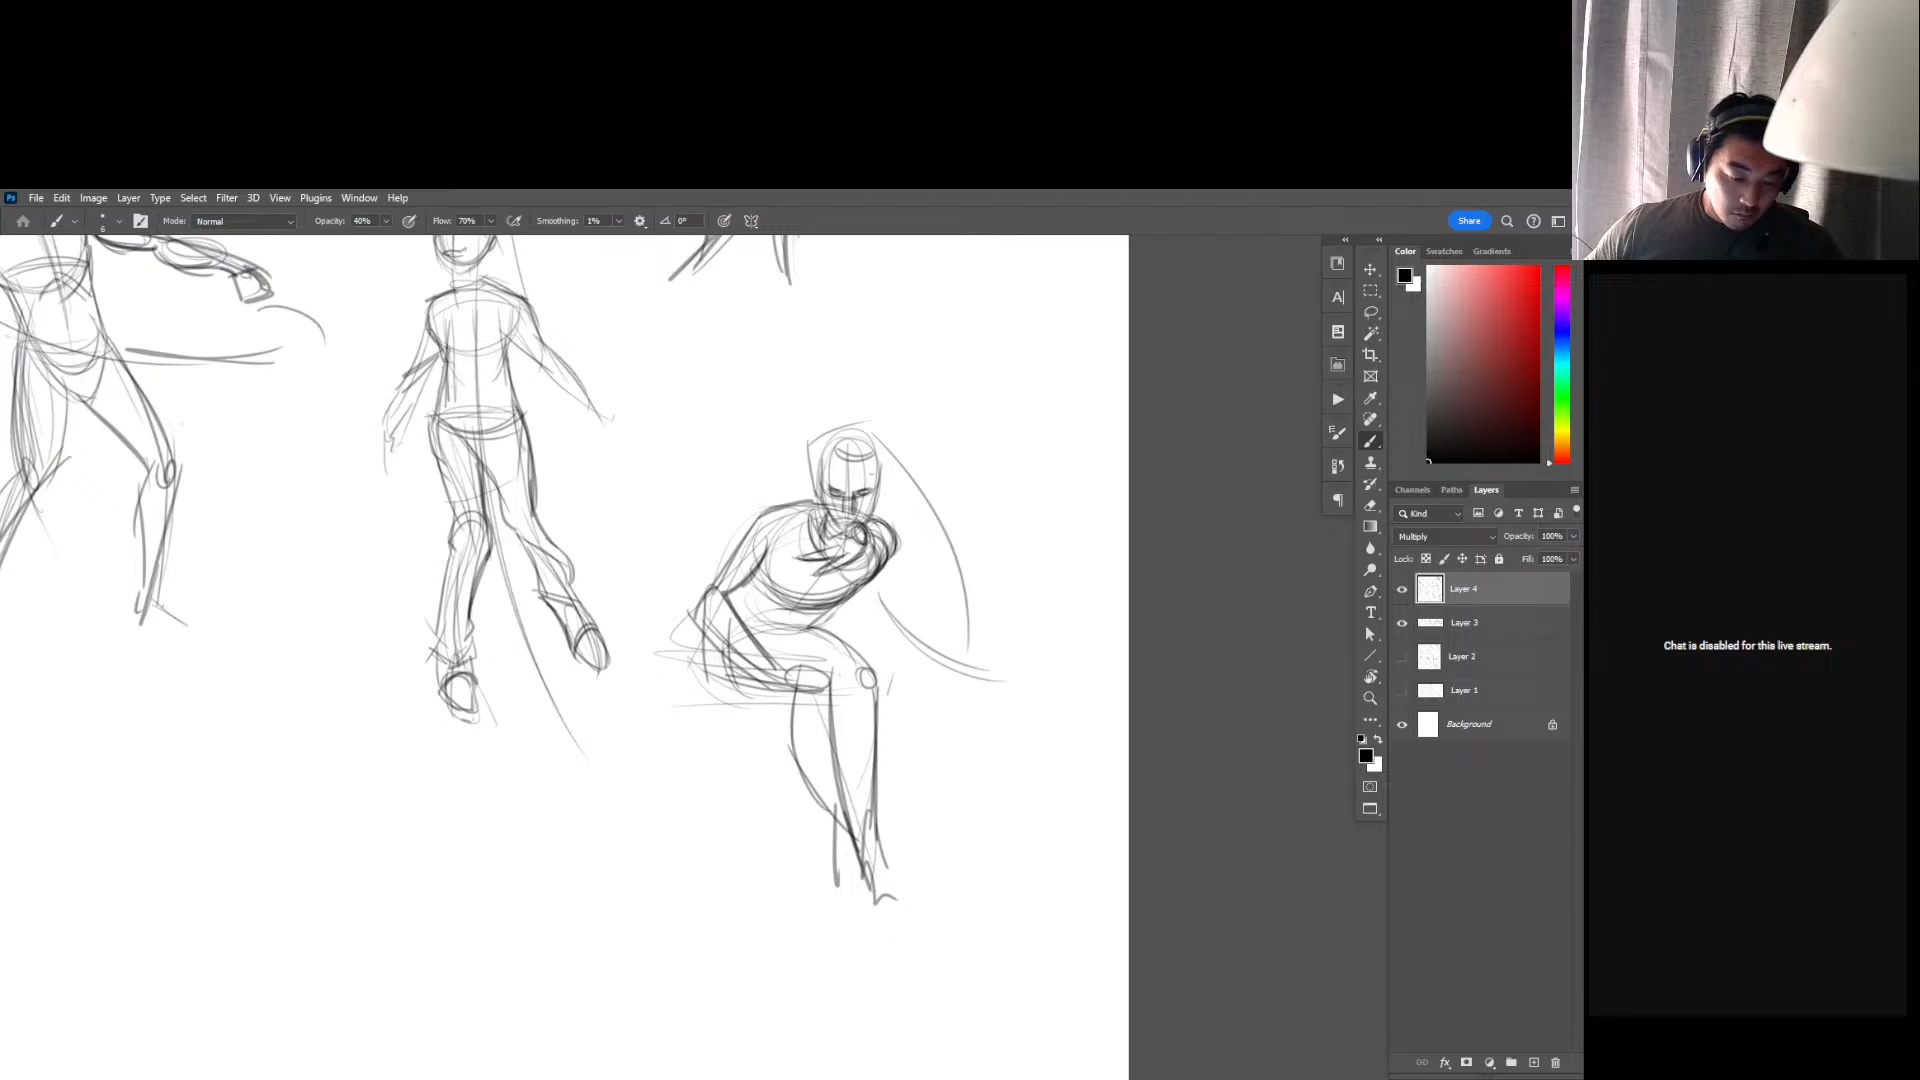 Ps File Edit Image Layer Type Select Filter 3D View Plugins Window Help
6 Mode: Normal Opacity: 40% Flow: 70% Smoothing: 1% 0° Share
Color Swatches Gradients
Channels Paths Layers
Kind
Multiply Opacity: 100%
Lock: Fill: 100%
Layer 4
Layer 3
Layer 2
Layer 1
Background
Chat is disabled for this live stream.